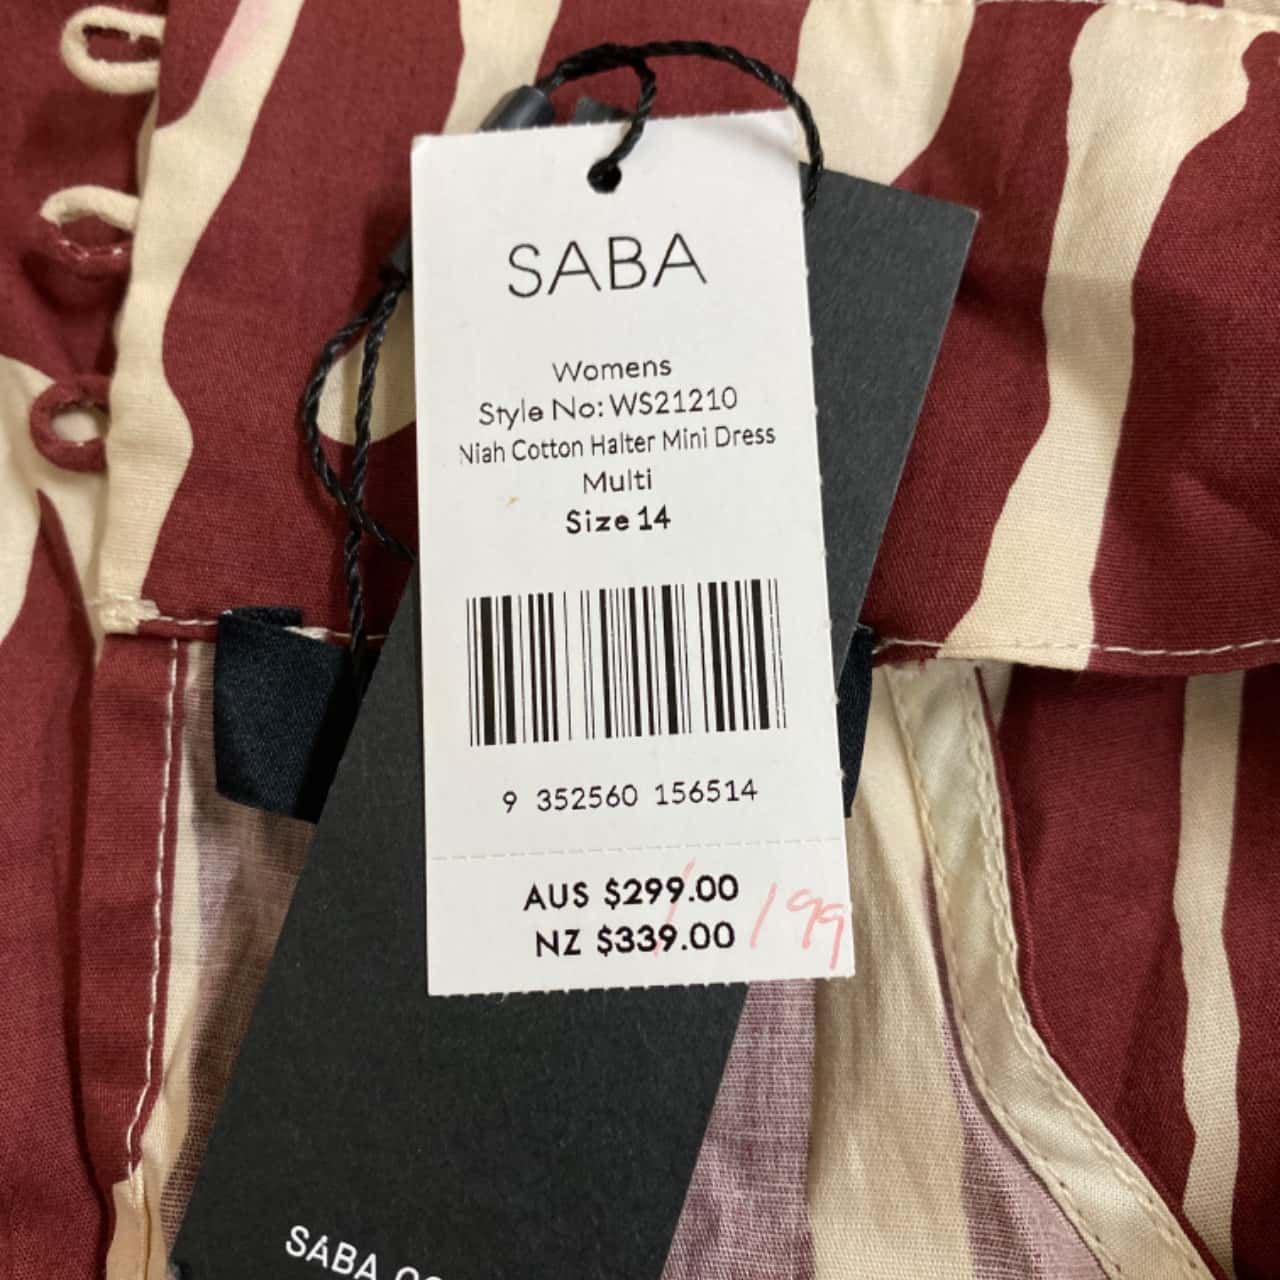 SABA
Womens
Style No: WS21210
Niah Cotton Halter Mini Dress
Multi
Size 14
9 352560 156514
AUS $299.00
NZ $339.00 199
SABA